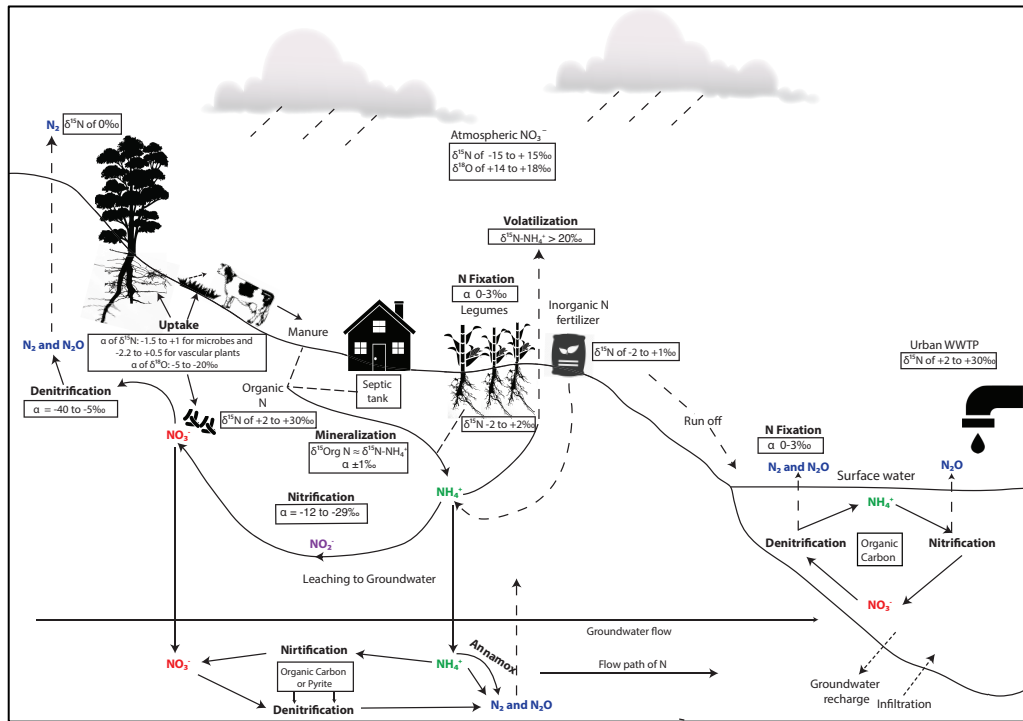 N₂
δ¹⁵N of 0‰
Atmospheric NO₃⁻
δ¹⁵N of -15 to + 15‰
δ¹⁸O of +14 to +18‰
Volatilization
δ¹⁵N-NH₄⁺ > 20‰
N Fixation
α 0-3‰
Legumes
Inorganic N
fertilizer
δ¹⁵N of -2 to +1‰
Urban WWTP
δ¹⁵N of +2 to +30‰
Manure
Uptake
α of δ¹⁵N: -1.5 to +1 for microbes and
-2.2 to +0.5 for vascular plants
α of δ¹⁸O: -5 to -20‰
N₂ and N₂O
Denitrification
α = -40 to -5‰
Organic
N
δ¹⁵N of +2 to +30‰
Septic
tank
δ¹⁵N -2 to +2‰
Run off
NO₃⁻
Mineralization
δ¹⁵Org N ≈ δ¹⁵N-NH₄⁺
α ±1‰
NH₄⁺
Nitrification
α = -12 to -29‰
NO₂⁻
Leaching to Groundwater
N Fixation
α 0-3‰
N₂ and N₂O
Surface water
N₂O
NH₄⁺
Denitrification
Organic
Carbon
Nitrification
NO₃⁻
Groundwater flow
NO₃⁻
Nirtification
NH₄⁺
Annamox
Organic Carbon
or Pyrite
Denitrification
N₂ and N₂O
Flow path of N
Groundwater
recharge
Infiltration